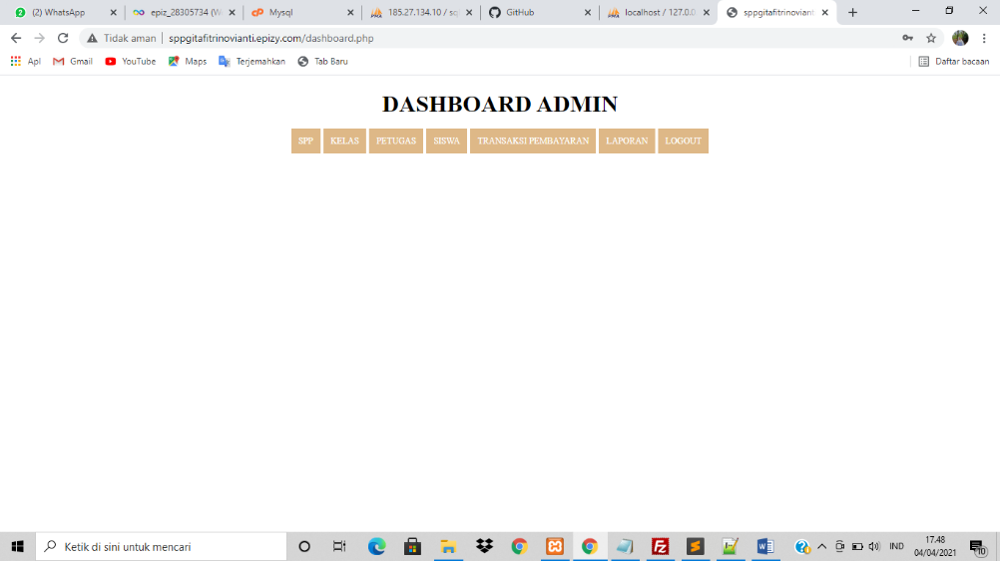 (2) WhatsApp
epiz_28305734 (W
Mysql
185.27.134.10 / sq
GitHub
localhost / 127.0.0
sppgitafitrinovianti
Tidak aman | sppgitafitrinovianti.epizy.com/dashboard.php
Apl
Gmail
YouTube
Maps
Terjemahkan
Tab Baru
Daftar bacaan
DASHBOARD ADMIN
SPP
KELAS
PETUGAS
SISWA
TRANSAKSI PEMBAYARAN
LAPORAN
LOGOUT
Ketik di sini untuk mencari
IND
17.48
04/04/2021
10